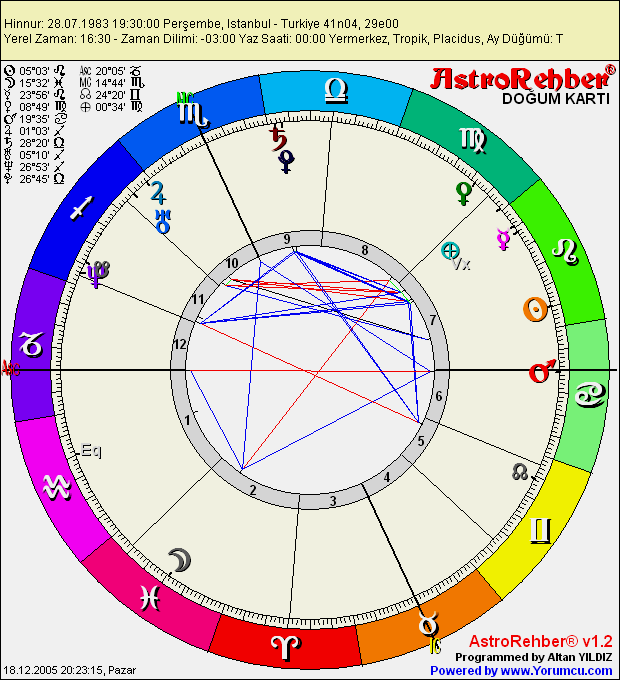 Hinnur: 28.07.1983 19:30:00 Perşembe, Istanbul - Turkiye 41n04, 29e00
Yerel Zaman: 16:30 - Zaman Dilimi: -03:00 Yaz Saati: 00:00 Yermerkez, Tropik, Placidus, Ay Düğümü: T
☉ 05°03' ♌ Asc 20°05' ♑
☽ 15°32' ♓ MC 14°44' ♏
☿ 23°56' ♌ ☊ 24°20' ♊
♀ 08°49' ♍ ⊕ 00°34' ♍
♂ 19°35' ♋
♃ 01°03' ♐
♄ 28°20' ♎
♅ 05°10' ♐
♆ 26°53' ♐
♇ 26°45' ♎
AstroRehber®
DOĞUM KARTI
MC
Vx
Asc
Eq
1
2
3
4
5
6
7
8
9
10
11
12
AstroRehber® v1.2
Programmed by Altan YILDIZ
Powered by www.Yorumcu.com
18.12.2005 20:23:15, Pazar